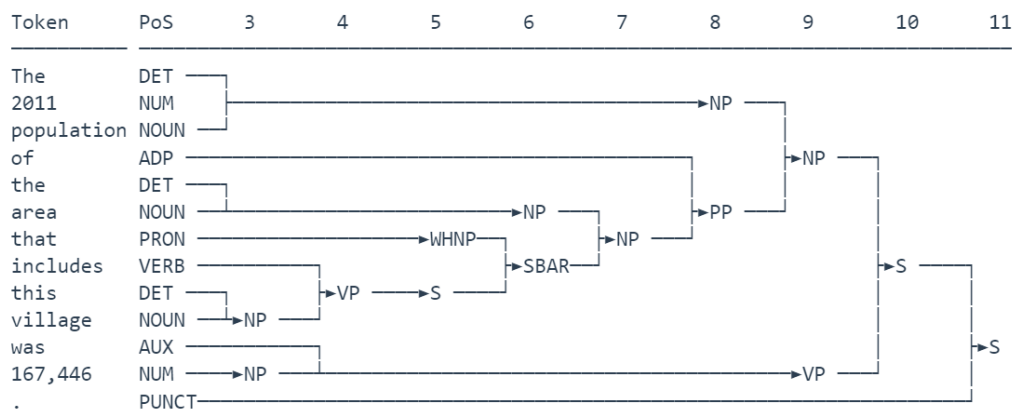 Token PoS 3 4 5 6 7 8 9 10 11
The DET
2011 NUM NP
population NOUN
of ADP NP
the DET
area NOUN NP PP
that PRON WHNP NP
includes VERB SBAR S
this DET VP S
village NOUN NP
was AUX S
167,446 NUM NP VP
. PUNCT